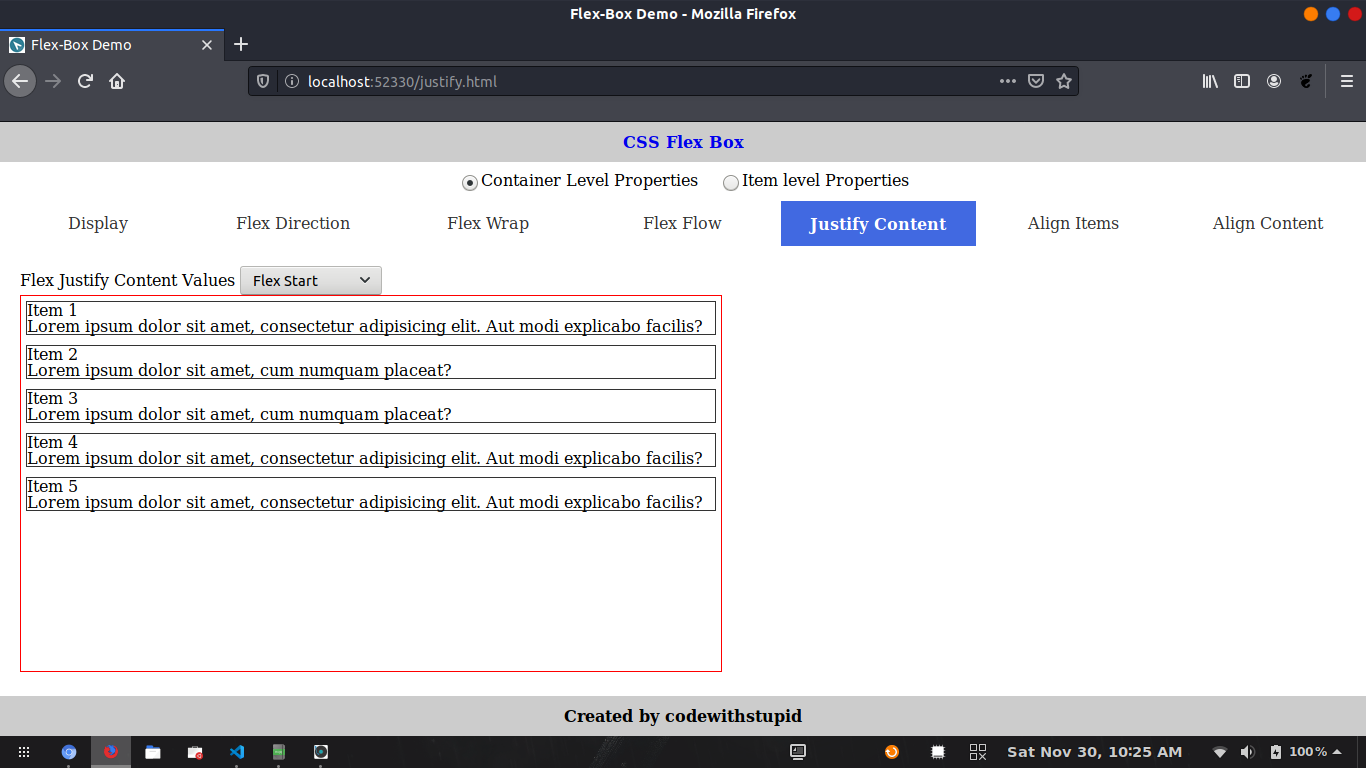 Flex-Box Demo - Mozilla Firefox
Flex-Box Demo
localhost:52330/justify.html
CSS Flex Box
Container Level Properties Item level Properties
Display Flex Direction Flex Wrap Flex Flow Justify Content Align Items Align Content
Flex Justify Content Values Flex Start
Item 1
Lorem ipsum dolor sit amet, consectetur adipisicing elit. Aut modi explicabo facilis?
Item 2
Lorem ipsum dolor sit amet, cum numquam placeat?
Item 3
Lorem ipsum dolor sit amet, cum numquam placeat?
Item 4
Lorem ipsum dolor sit amet, consectetur adipisicing elit. Aut modi explicabo facilis?
Item 5
Lorem ipsum dolor sit amet, consectetur adipisicing elit. Aut modi explicabo facilis?
Created by codewithstupid
Sat Nov 30, 10:25 AM 100 %